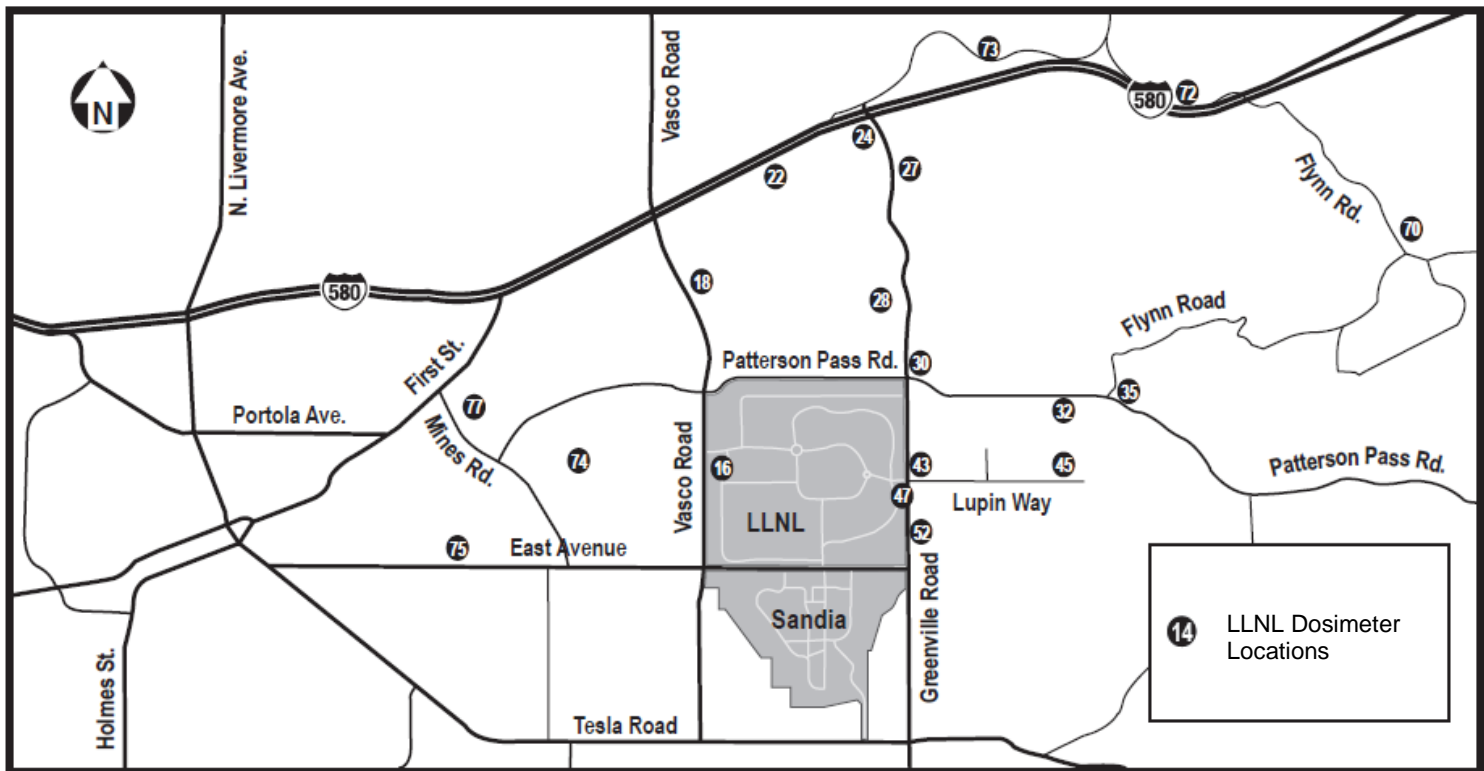 73
580
72
N
Vasco Road
N. Livermore Ave.
24
22
27
Flynn Rd.
70
18
580
28
Flynn Road
First St.
Patterson Pass Rd.
30
35
77
Portola Ave.
32
Mines Rd.
74
Vasco Road
16
43
45
Patterson Pass Rd.
47
Lupin Way
LLNL
52
75
East Avenue
Greenville Road
Sandia
14
LLNL Dosimeter
Locations
Holmes St.
Tesla Road